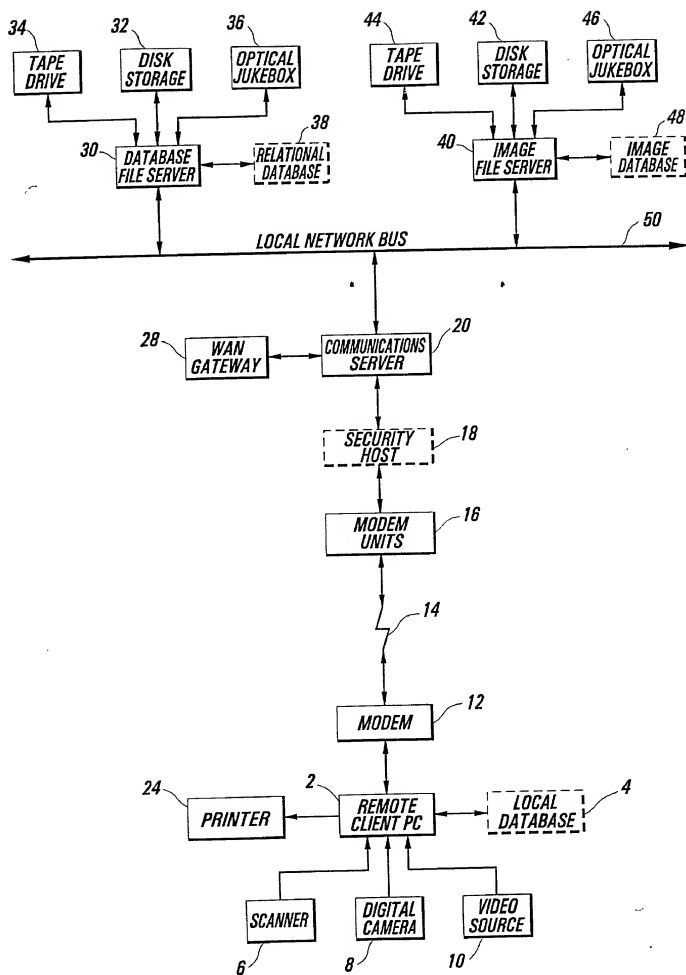 34
32
36
44
42
46
TAPE
DRIVE
DISK
STORAGE
OPTICAL
JUKEBOX
TAPE
DRIVE
DISK
STORAGE
OPTICAL
JUKEBOX
30
DATABASE
FILE SERVER
38
RELATIONAL
DATABASE
40
IMAGE
FILE SERVER
48
IMAGE
DATABASE
LOCAL NETWORK BUS
50
28
WAN
GATEWAY
COMMUNICATIONS
SERVER
20
SECURITY
HOST
18
MODEM
UNITS
16
14
MODEM
12
24
PRINTER
2
REMOTE
CLIENT PC
LOCAL
DATABASE
4
SCANNER
6
DIGITAL
CAMERA
8
VIDEO
SOURCE
10